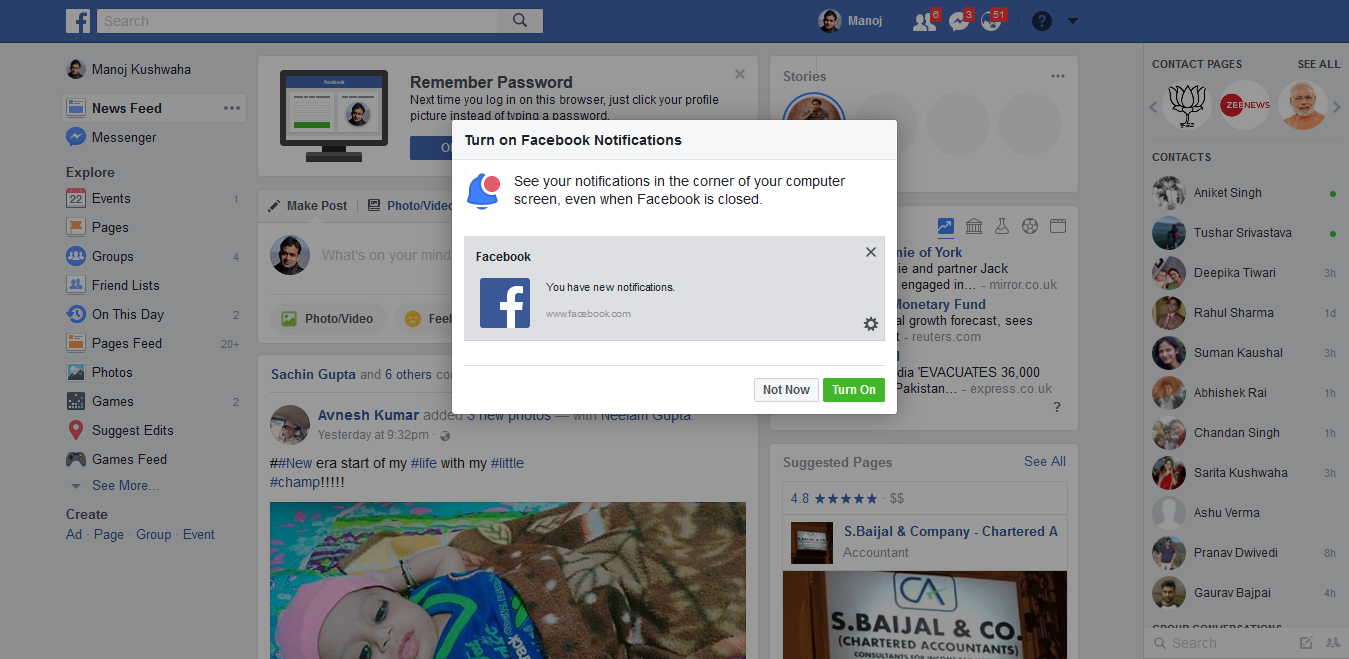 Search
Manoj
6
3
51
?
Manoj Kushwaha
News Feed
Messenger
Explore
22
Events 1
Pages
Groups 4
Friend Lists
On This Day 2
Pages Feed 20+
Photos
Games 2
Suggest Edits
Games Feed
See More...
Create
Ad · Page · Group · Event
facebook
Remember Password
Next time you log in on this browser, just click your profile
picture instead of typing a password.
Turn on Facebook Notifications
See your notifications in the corner of your computer
screen, even when Facebook is closed.
Facebook
You have new notifications.
www.facebook.com
Not Now
Turn On
Make Post
Photo/Video
What's on your mind
Photo/Video
Sachin Gupta and 6 others
Avnesh Kumar added 3 new photos — with Neelam Gupta.
Yesterday at 9:32pm ·
##New era start of my #life with my #little
#champ!!!!!
Stories
of York
and partner Jack
engaged in... - mirror.co.uk
Monetary Fund
growth forecast, sees
- reuters.com
'EVACUATES 36,000
Pakistan... - express.co.uk
?
Suggested Pages
See All
4.8 ★★★★★ · $$
S.Baijal & Company - Chartered A
Accountant
CA
S.BAIJAL & CO.
(CHARTERED ACCOUNTANTS)
CONTACT PAGES
SEE ALL
ZEE NEWS
CONTACTS
Aniket Singh
Tushar Srivastava
Deepika Tiwari 3h
Rahul Sharma 1d
Suman Kaushal 3h
Abhishek Rai 1h
Chandan Singh 1h
Sarita Kushwaha 3h
Ashu Verma
Pranav Dwivedi 8h
Gaurav Bajpai 4h
GROUP CONVERSATIONS
Search